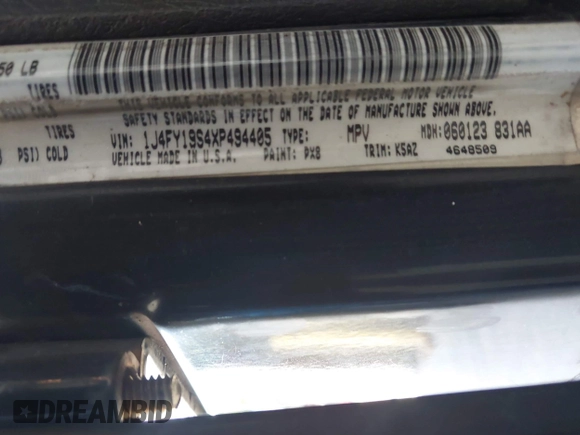 50 LB
TIRES
THIS VEHICLE CONFORMS TO ALL APPLICABLE FEDERAL MOTOR VEHICLE
SAFETY STANDARDS IN EFFECT ON THE DATE OF MANUFACTURE SHOWN ABOVE.
TIRES VIN: 1J4FY19S4XP494405 TYPE: MPV MDH:060123 831AA
PSI) COLD VEHICLE MADE IN U.S.A. PAINT: PX8 TRIM: K5AZ 4648509
DREAMBID